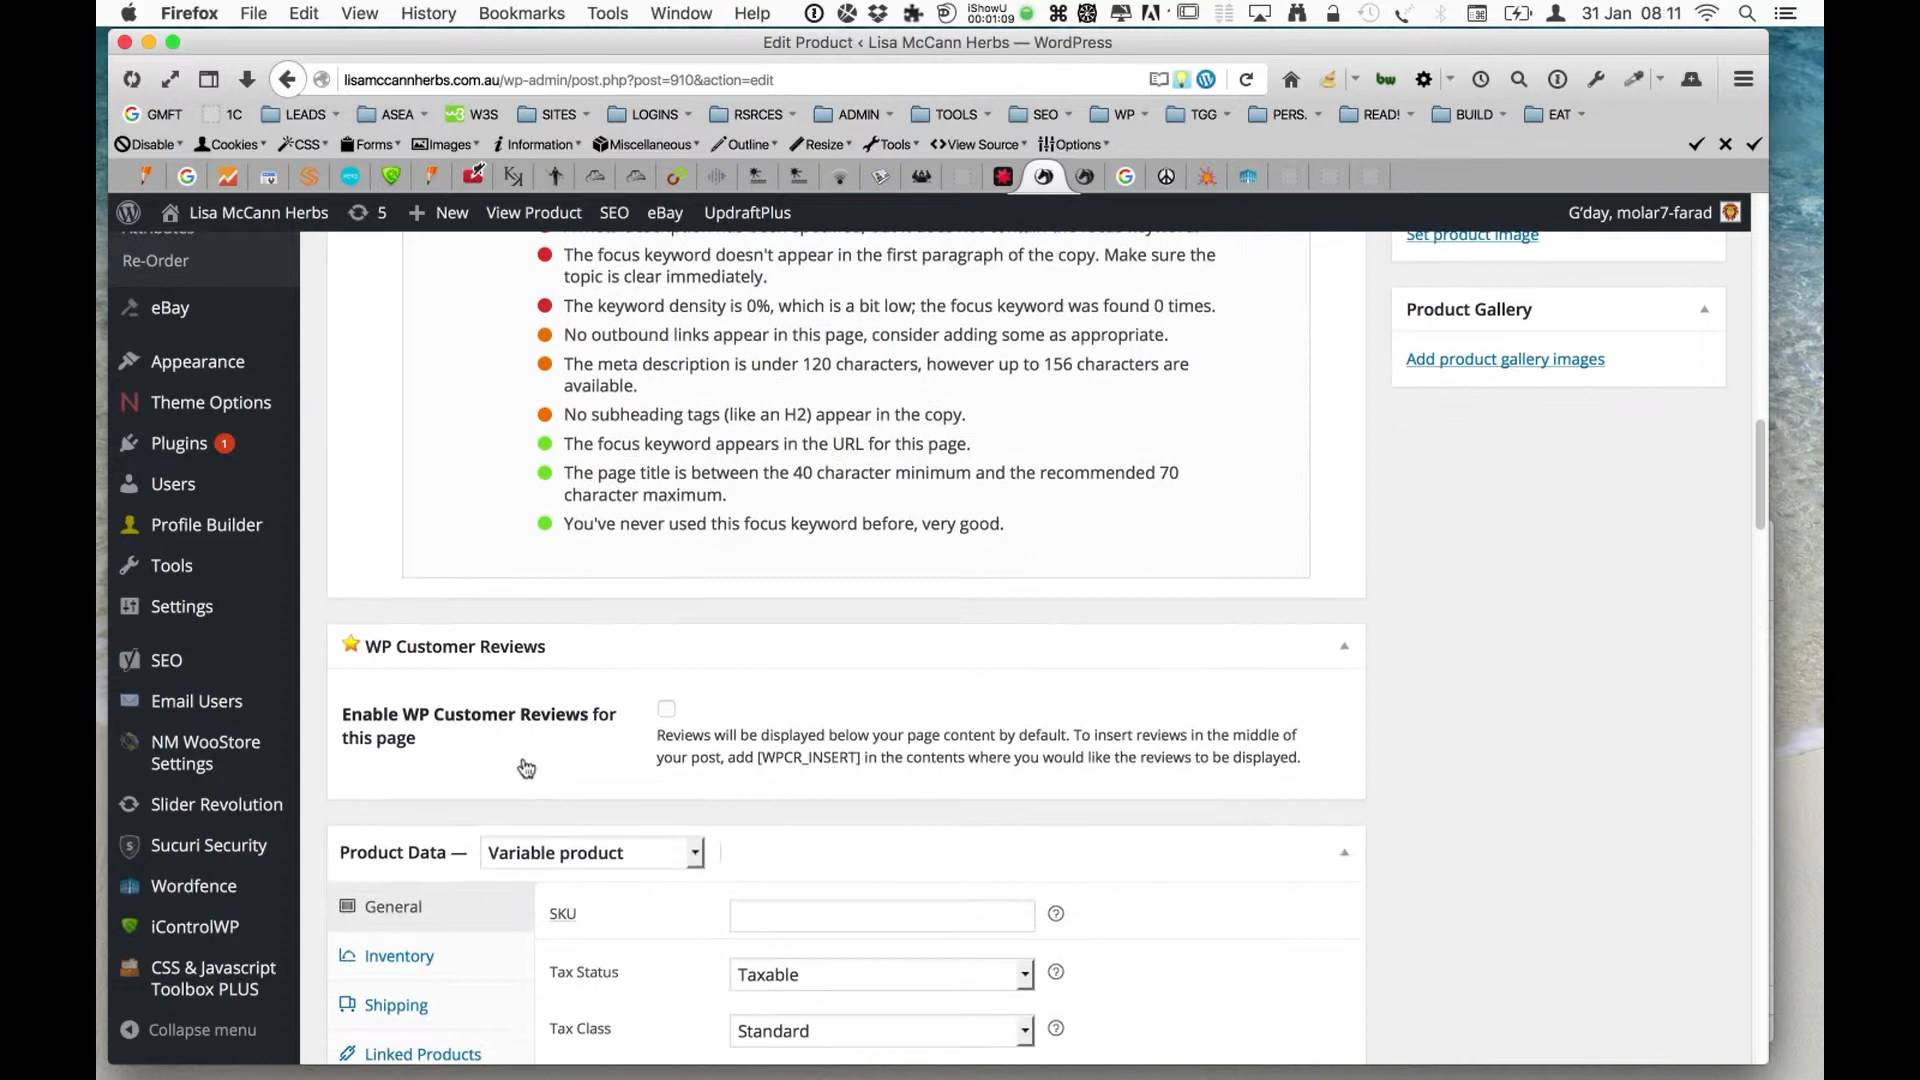 Firefox File Edit View History Bookmarks Tools Window Help iShowU 00:01:09 31 Jan 08:11
Edit Product ‹ Lisa McCann Herbs — WordPress
lisamccannherbs.com.au/wp-admin/post.php?post=910&action=edit
GMFT 1C LEADS ASEA W3S SITES LOGINS RSRCES ADMIN TOOLS SEO WP TGG PERS. READ! BUILD EAT
Disable Cookies CSS Forms Images Information Miscellaneous Outline Resize Tools View Source Options
Lisa McCann Herbs 5 New View Product SEO eBay UpdraftPlus G'day, molar7-farad
Attributes
Re-Order
eBay
Appearance
Theme Options
Plugins 1
Users
Profile Builder
Tools
Settings
SEO
Email Users
NM WooStore
Settings
Slider Revolution
Sucuri Security
Wordfence
iControlWP
CSS & Javascript
Toolbox PLUS
Collapse menu
The focus keyword doesn't appear in the first paragraph of the copy. Make sure the
topic is clear immediately.
The keyword density is 0%, which is a bit low; the focus keyword was found 0 times.
No outbound links appear in this page, consider adding some as appropriate.
The meta description is under 120 characters, however up to 156 characters are
available.
No subheading tags (like an H2) appear in the copy.
The focus keyword appears in the URL for this page.
The page title is between the 40 character minimum and the recommended 70
character maximum.
You've never used this focus keyword before, very good.
WP Customer Reviews
Enable WP Customer Reviews for
this page
Reviews will be displayed below your page content by default. To insert reviews in the middle of
your post, add [WPCR_INSERT] in the contents where you would like the reviews to be displayed.
Product Data — Variable product
General
Inventory
Shipping
Linked Products
SKU
Tax Status Taxable
Tax Class Standard
Set product image
Product Gallery
Add product gallery images